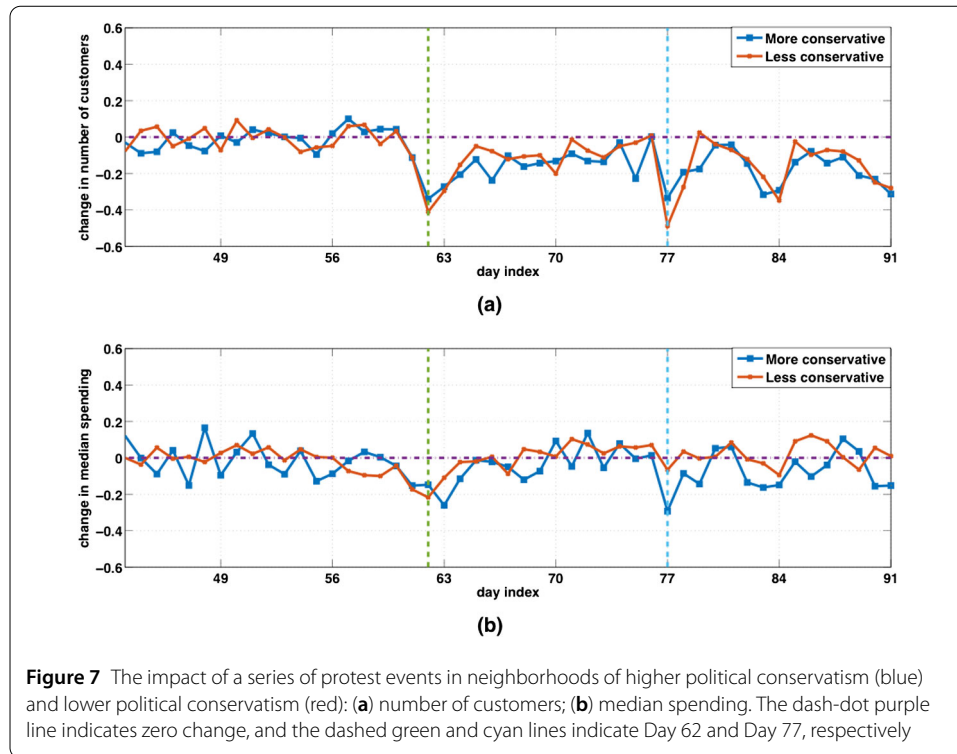 0.6
0.4
0.2
0
−0.2
−0.4
−0.6
change in number of customers
More conservative
Less conservative
49 56 63 70 77 84 91
day index
(a)
0.6
0.4
0.2
0
−0.2
−0.4
−0.6
change in median spending
More conservative
Less conservative
49 56 63 70 77 84 91
day index
(b)
Figure 7 The impact of a series of protest events in neighborhoods of higher political conservatism (blue)
and lower political conservatism (red): (a) number of customers; (b) median spending. The dash-dot purple
line indicates zero change, and the dashed green and cyan lines indicate Day 62 and Day 77, respectively